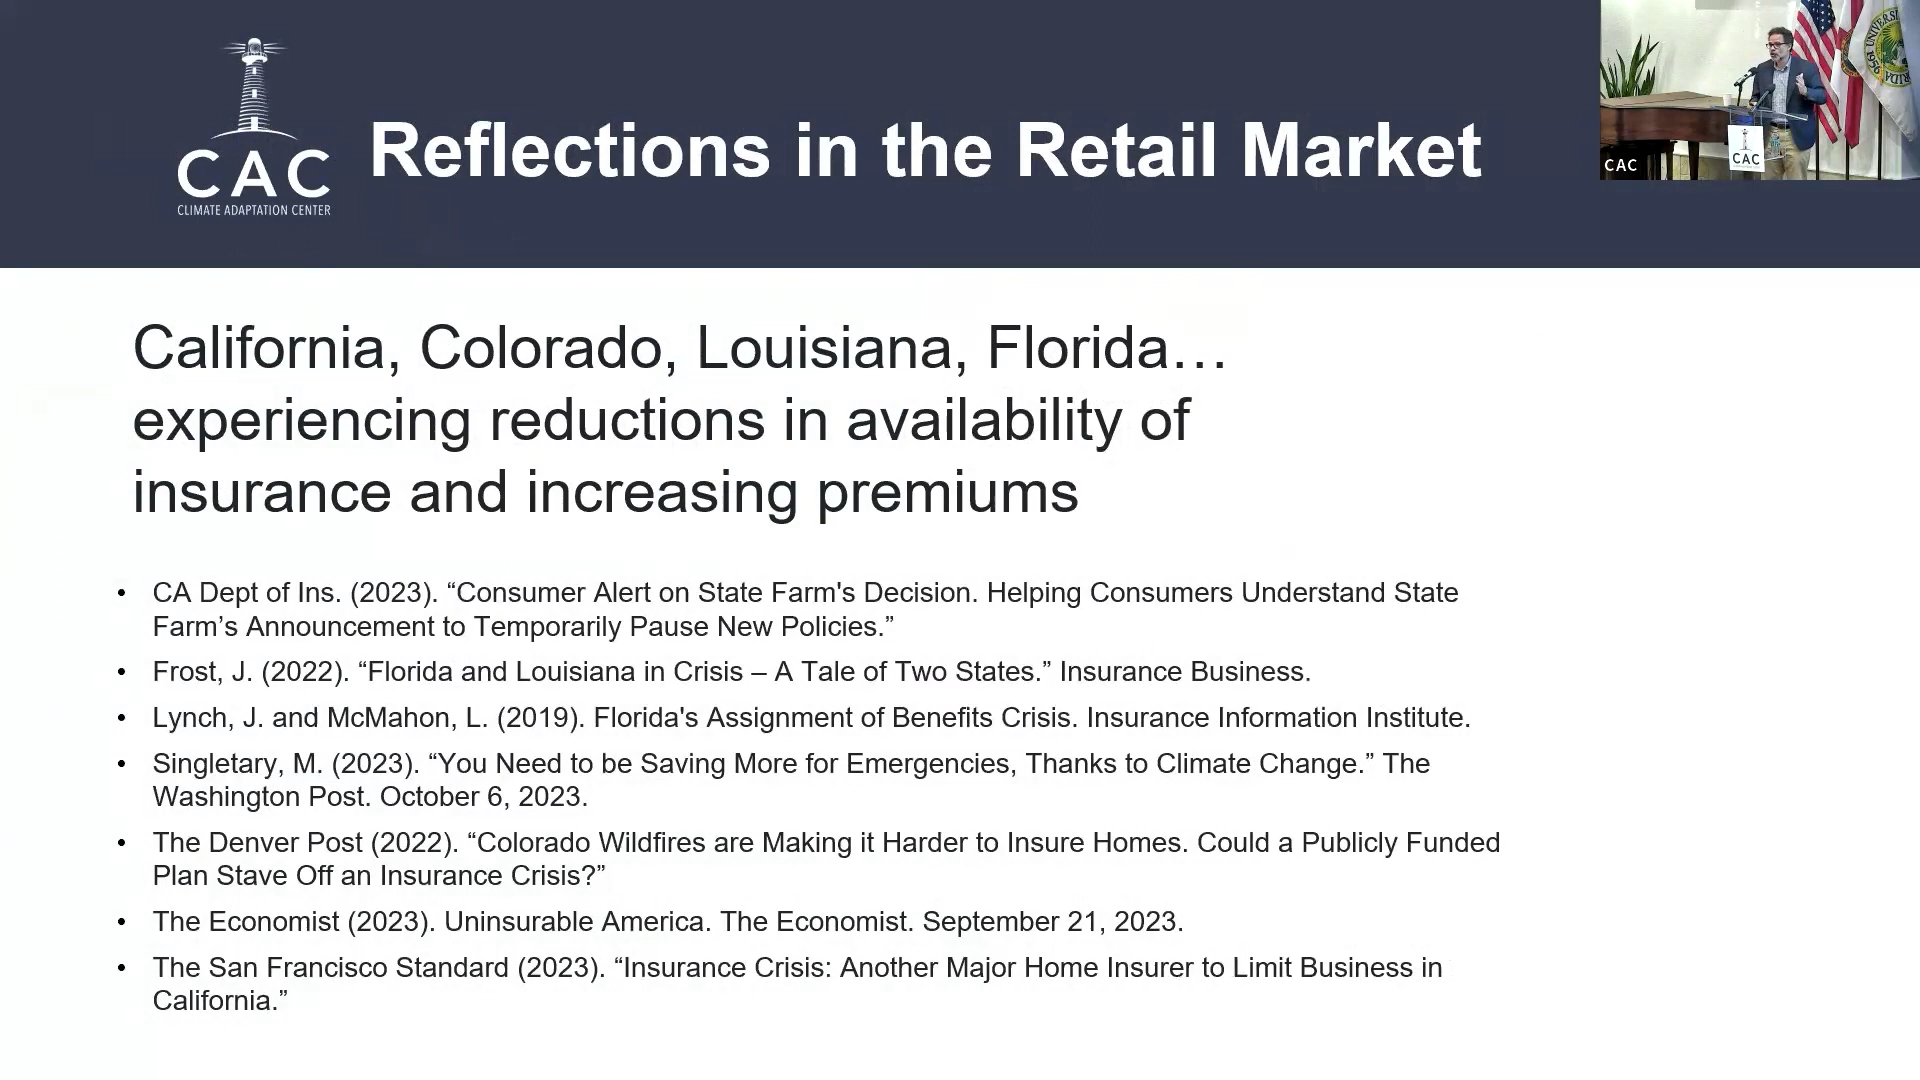 CAC
CLIMATE ADAPTATION CENTER
Reflections in the Retail Market
CAC
CAC
California, Colorado, Louisiana, Florida…
experiencing reductions in availability of
insurance and increasing premiums
• CA Dept of Ins. (2023). “Consumer Alert on State Farm's Decision. Helping Consumers Understand State
Farm’s Announcement to Temporarily Pause New Policies.”
• Frost, J. (2022). “Florida and Louisiana in Crisis – A Tale of Two States.” Insurance Business.
• Lynch, J. and McMahon, L. (2019). Florida's Assignment of Benefits Crisis. Insurance Information Institute.
• Singletary, M. (2023). “You Need to be Saving More for Emergencies, Thanks to Climate Change.” The
Washington Post. October 6, 2023.
• The Denver Post (2022). “Colorado Wildfires are Making it Harder to Insure Homes. Could a Publicly Funded
Plan Stave Off an Insurance Crisis?”
• The Economist (2023). Uninsurable America. The Economist. September 21, 2023.
• The San Francisco Standard (2023). “Insurance Crisis: Another Major Home Insurer to Limit Business in
California.”